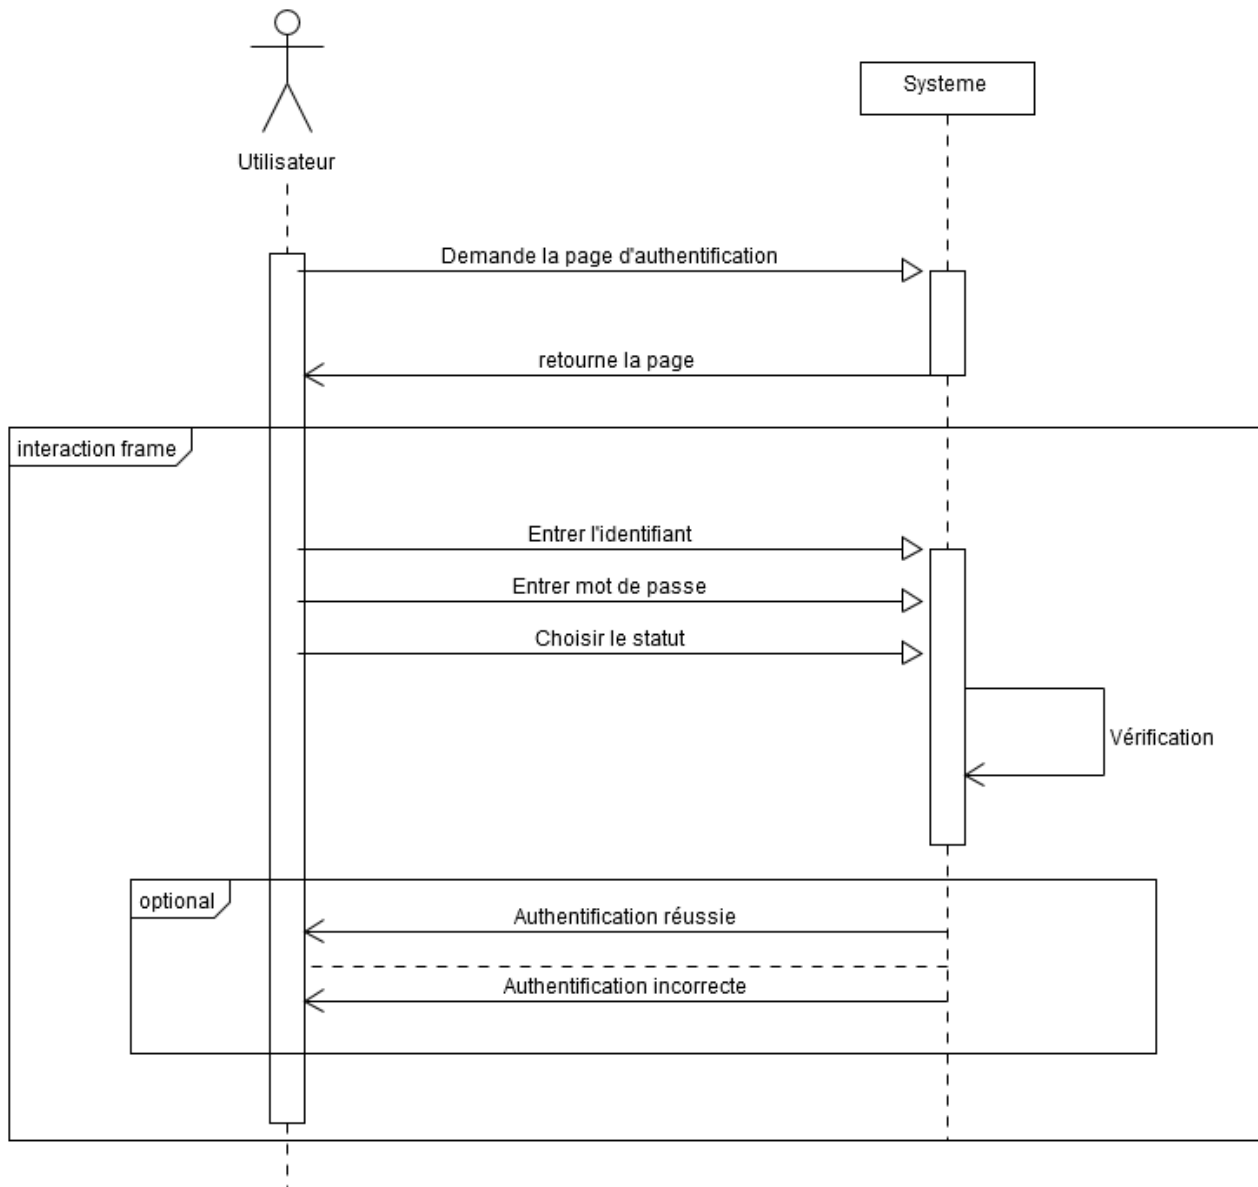 Systeme
Utilisateur
Demande la page d'authentification
retourne la page
interaction frame
Entrer l'identifiant
Entrer mot de passe
Choisir le statut
Vérification
optional
Authentification réussie
Authentification incorrecte